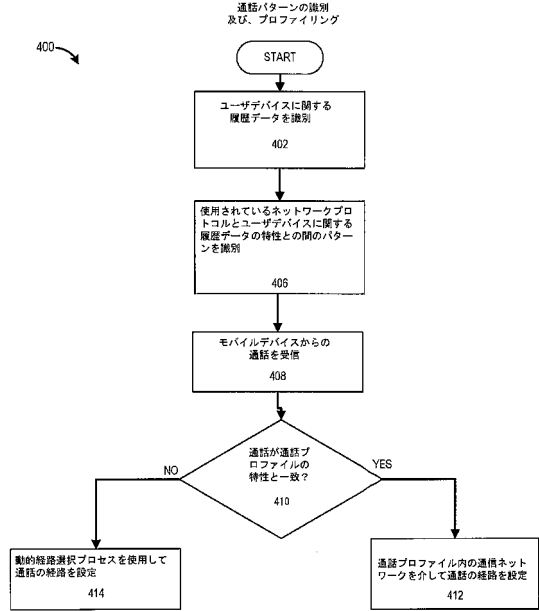 通話パターンの識別
及び、プロファイリング
400
START
ユーザデバイスに関する
履歴データを識別
402
使用されているネットワークプロ
トコルとユーザデバイスに関する
履歴データの特性との間のパター
ンを識別
406
モバイルデバイスからの
通話を受信
408
通話が通話プ
ロファイルの
特性と一致？
410
NO
YES
動的経路選択プロセスを使用して
通話の経路を設定
414
通話プロファイル内の通信ネット
ワークを介して通話の経路を設定
412